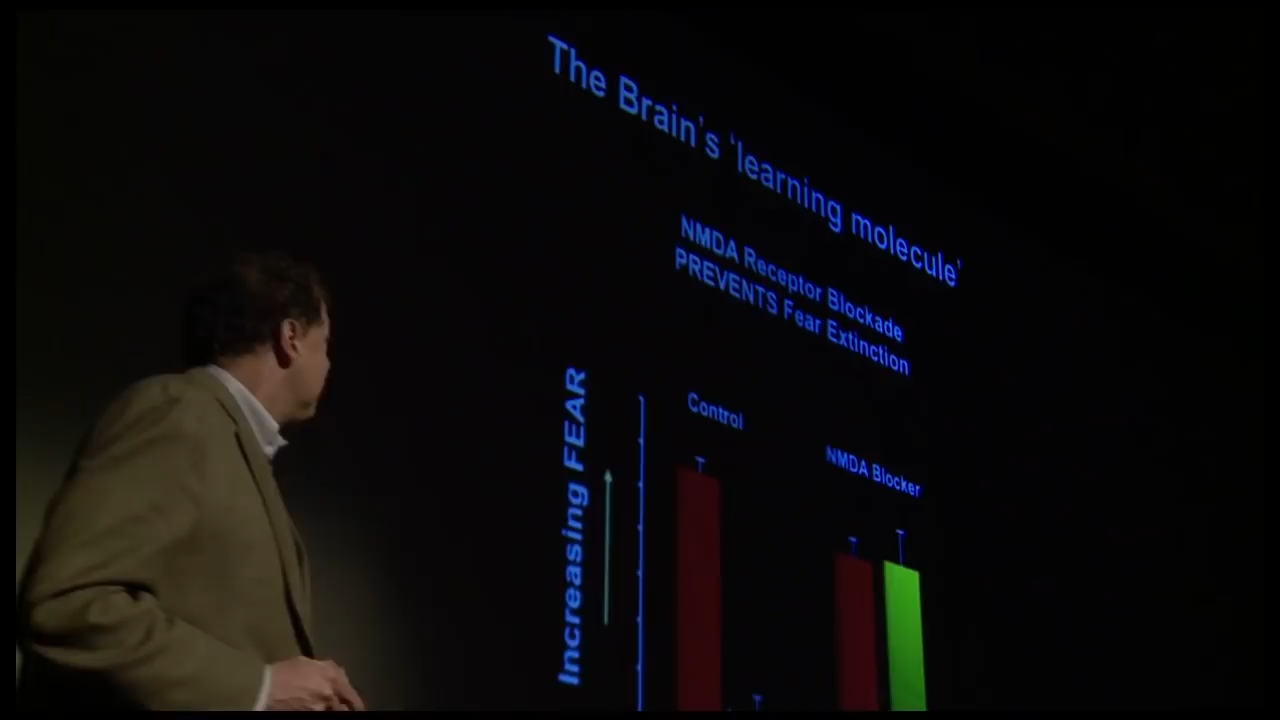 The Brain's 'learning molecule'
NMDA Receptor Blockade
PREVENTS Fear Extinction
Increasing FEAR
Control
NMDA Blocker